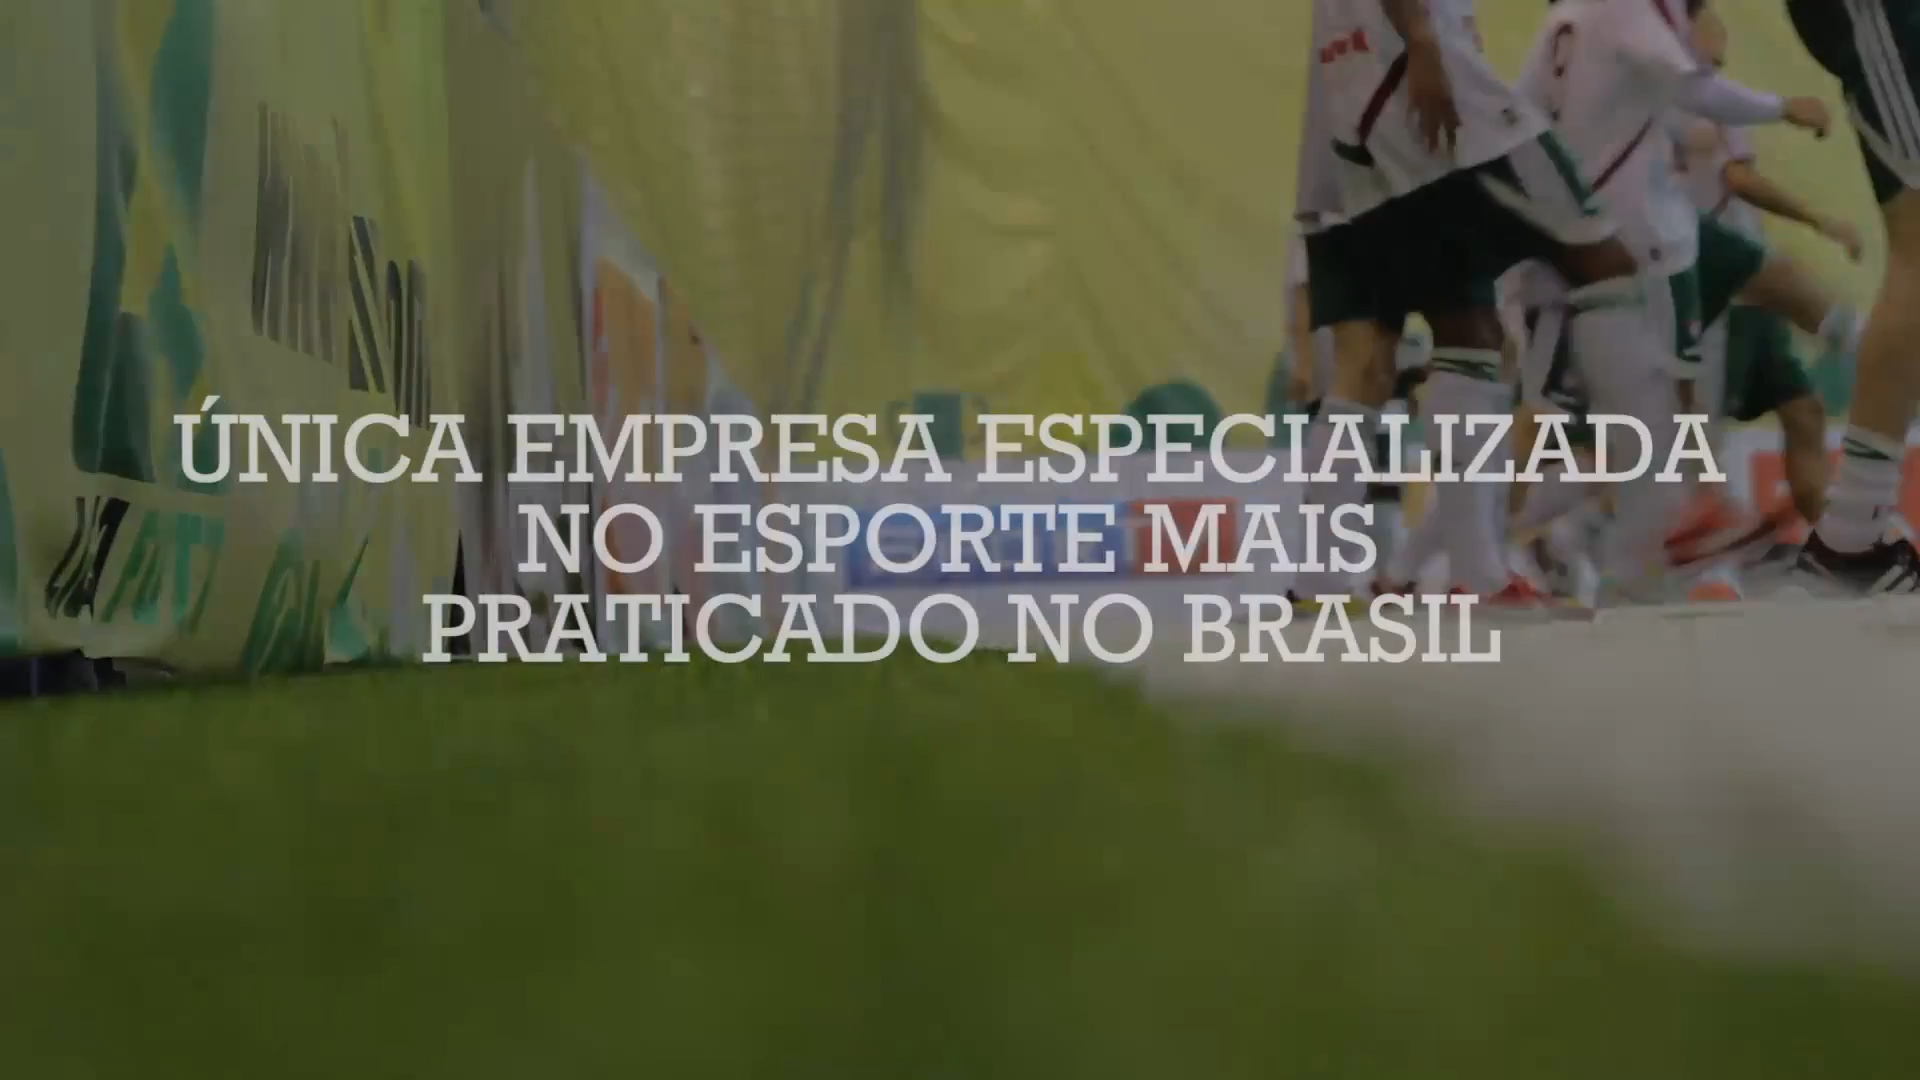 ÚNICA EMPRESA ESPECIALIZADA
NO ESPORTE MAIS
PRATICADO NO BRASIL